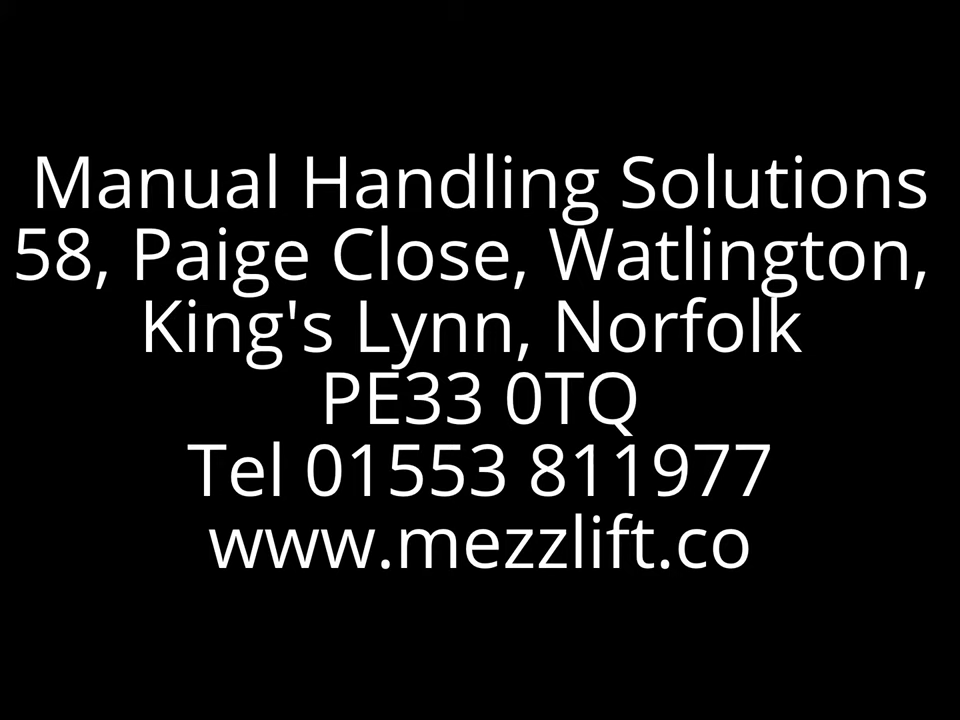 Manual Handling Solutions
58, Paige Close, Watlington,
King's Lynn, Norfolk
PE33 0TQ
Tel 01553 811977
www.mezzlift.co